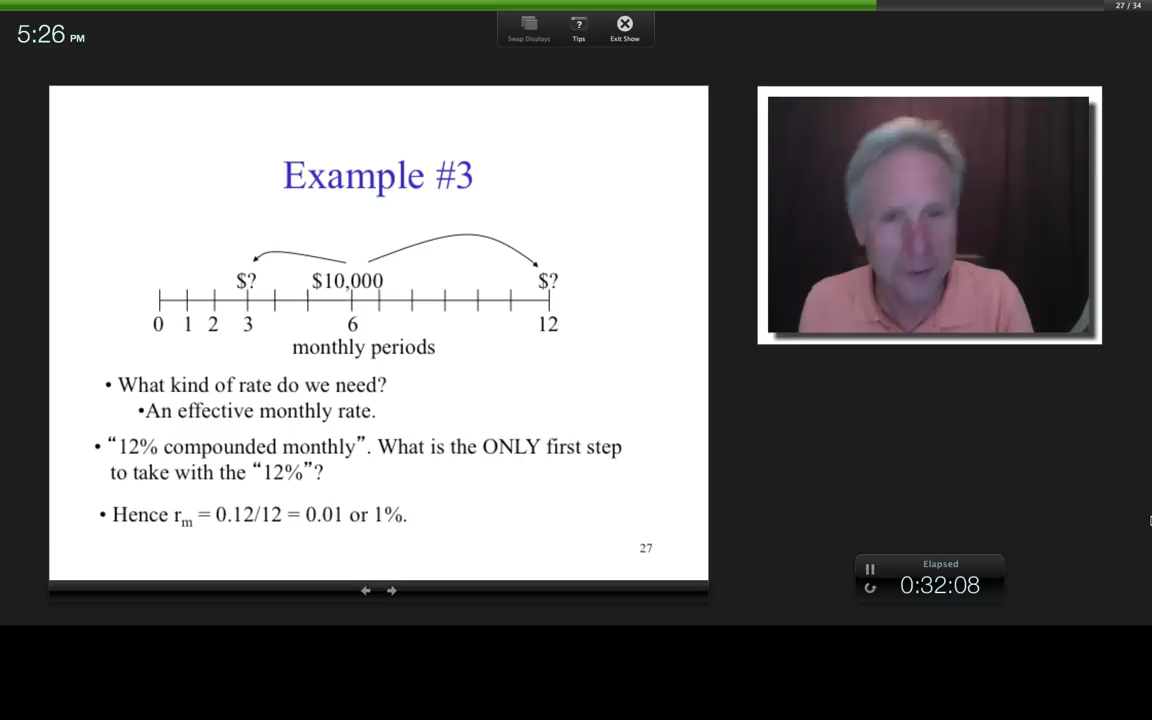 27 / 34
5:26 PM
Swap Displays
?
Tips
Exit Show
Example #3
$?
$10,000
$?
0 1 2 3 6 12
monthly periods
• What kind of rate do we need?
•An effective monthly rate.
• “12% compounded monthly”. What is the ONLY first step
to take with the “12%”?
• Hence rm = 0.12/12 = 0.01 or 1%.
27
Elapsed
0:32:08